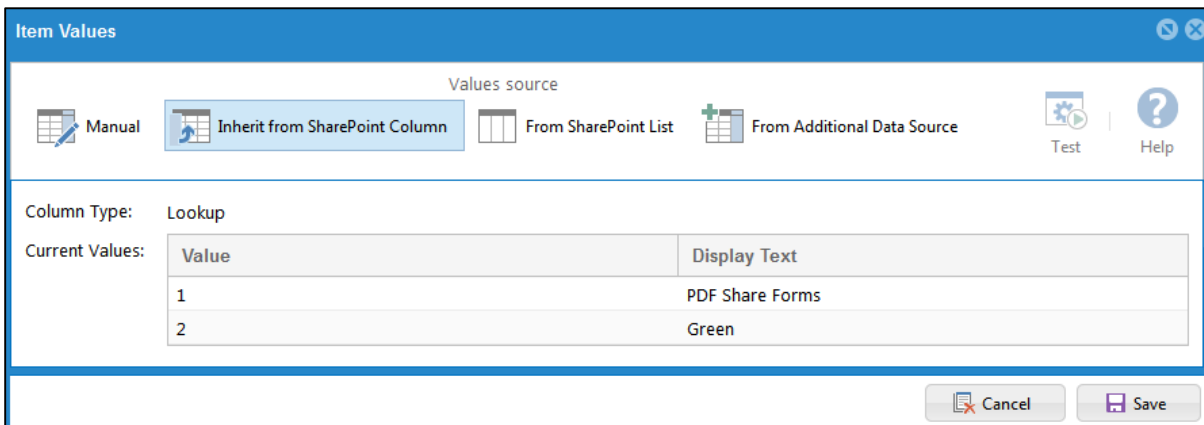 Item Values
Values source
Manual Inherit from SharePoint Column From SharePoint List From Additional Data Source
Test Help
Column Type: Lookup
Current Values:
Value Display Text
1 PDF Share Forms
2 Green
Cancel Save